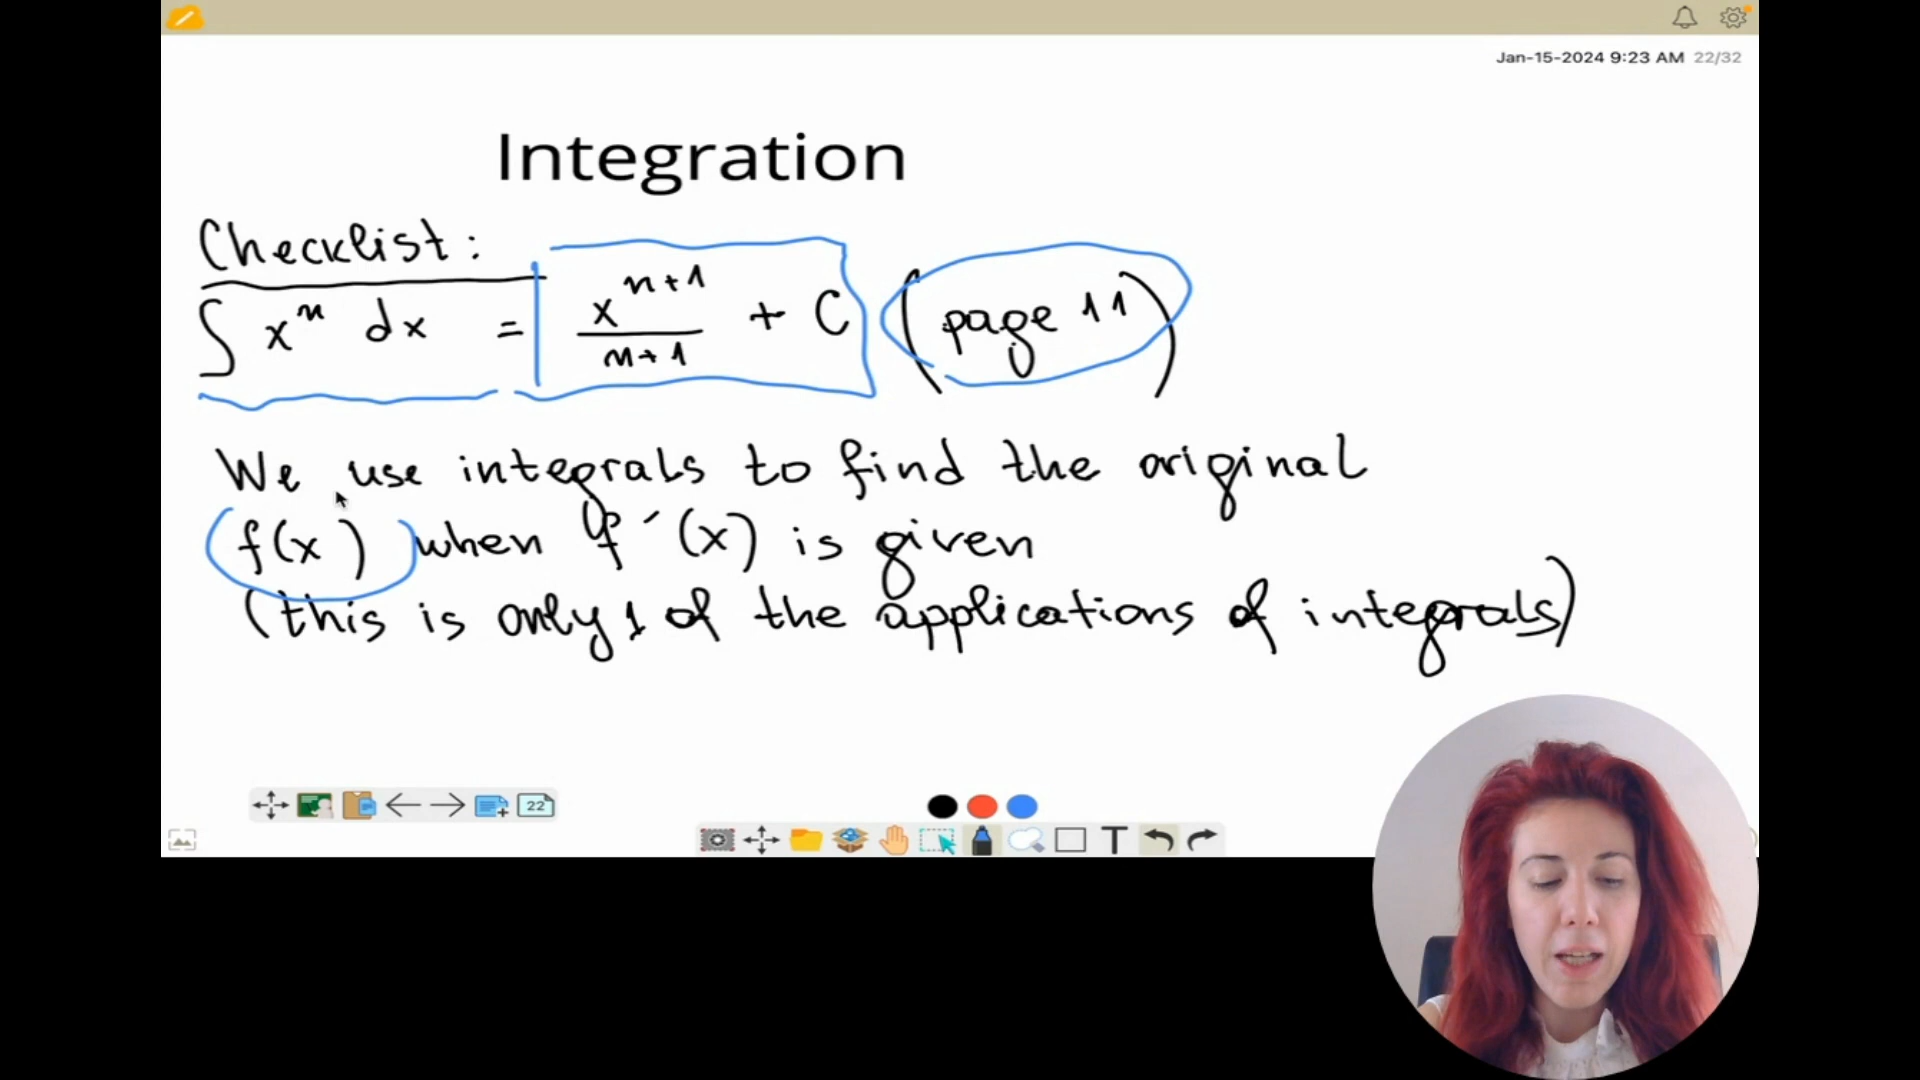 Jan-15-2024 9:23 AM 22/32
Integration
Checklist:
∫ xⁿ dx = x^(n+1)/(n+1) + C (page 11)
We use integrals to find the original
f(x) when f'(x) is given
(this is only 1 of the applications of integrals)
22
T